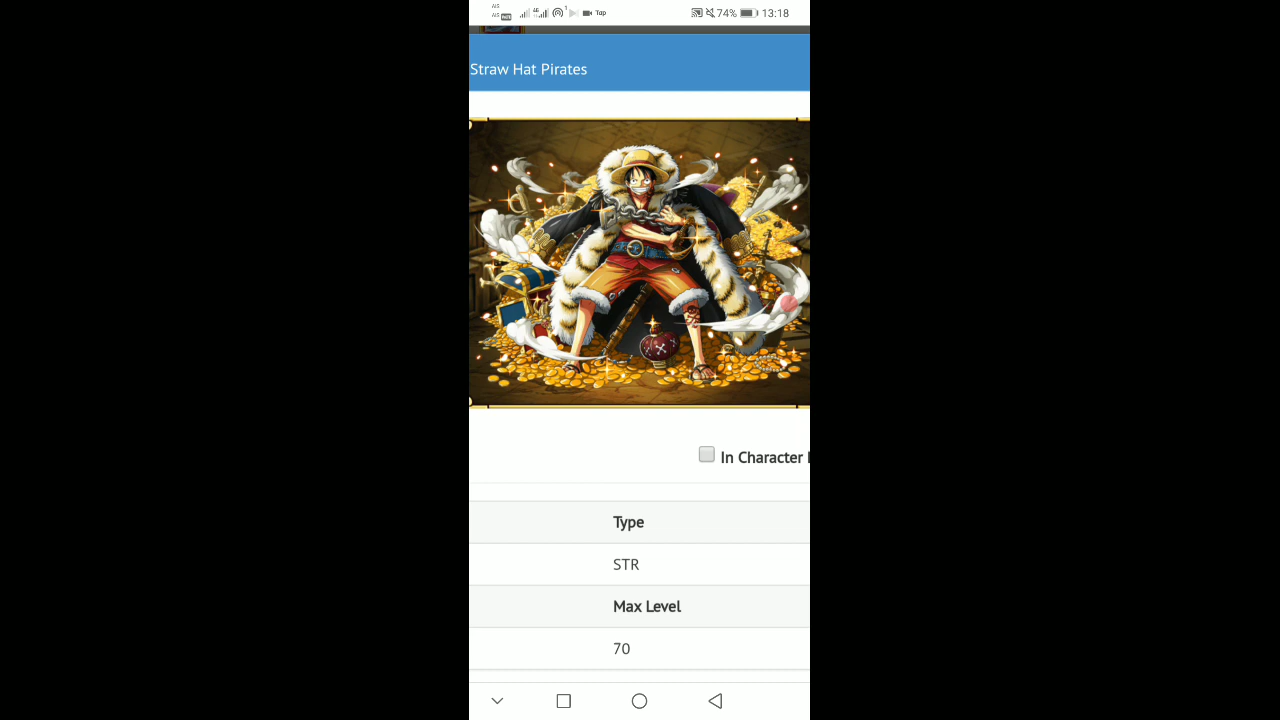 74% 13:18
Straw Hat Pirates
In Character
Type
STR
Max Level
70